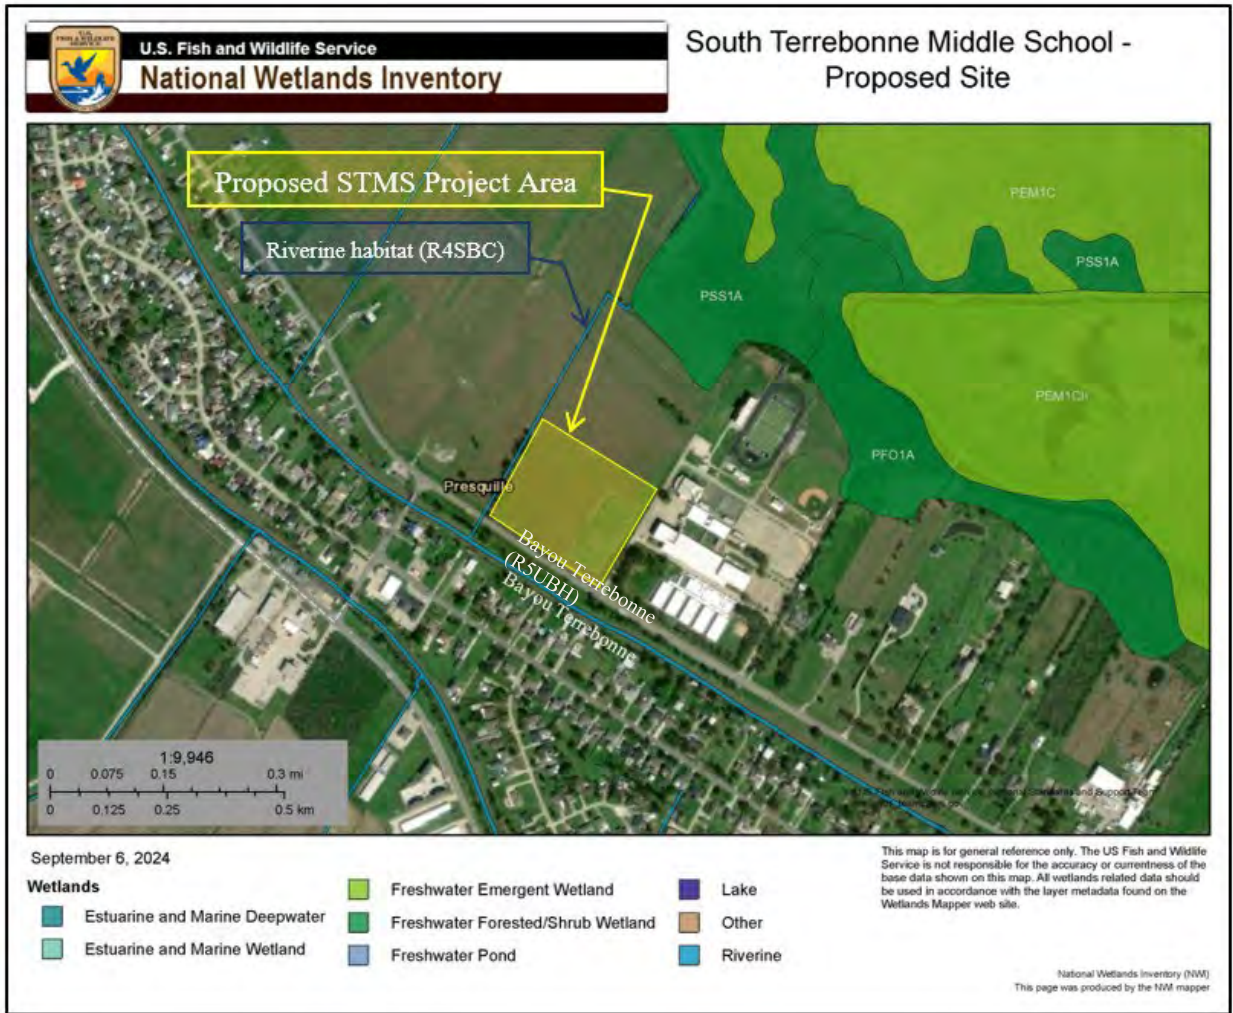 U.S.
FISH & WILDLIFE
SERVICE
U.S. Fish and Wildlife Service
National Wetlands Inventory
South Terrebonne Middle School -
Proposed Site
Proposed STMS Project Area
Riverine habitat (R4SBC)
PEM1C
PSS1A
PSS1A
PEM1Ch
PFO1A
Presquille
Bayou Terrebonne
(R5UBH)
Bayou Terrebonne
1:9,946
0 0.075 0.15 0.3 mi
0 0.125 0.25 0.5 km
September 6, 2024
This map is for general reference only. The US Fish and Wildlife
Service is not responsible for the accuracy or currentness of the
base data shown on this map. All wetlands related data should
be used in accordance with the layer metadata found on the
Wetlands Mapper web site.
Wetlands
Estuarine and Marine Deepwater
Estuarine and Marine Wetland
Freshwater Emergent Wetland
Freshwater Forested/Shrub Wetland
Freshwater Pond
Lake
Other
Riverine
National Wetlands Inventory (NWI)
This page was produced by the NWI mapper